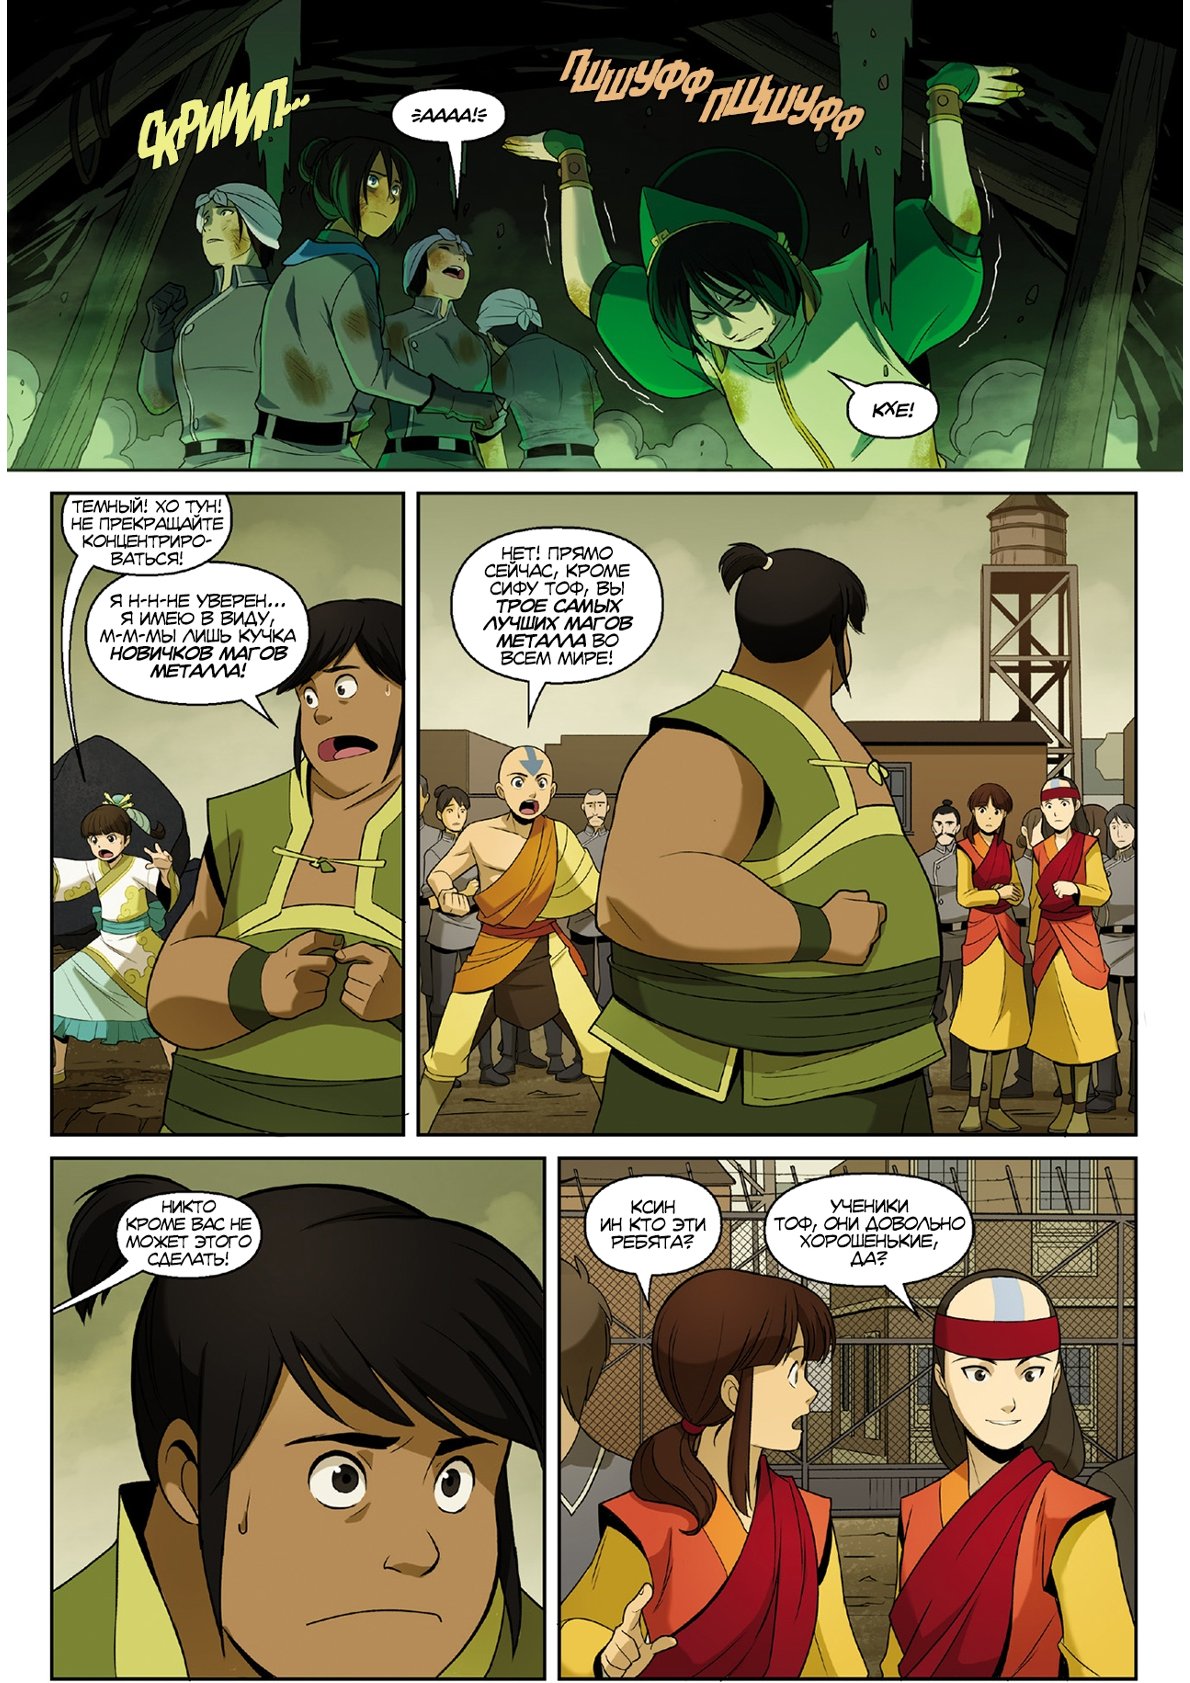 СКРИИИП...
АААА!
ПШШУФФ
ПШШУФФ
КХЕ!
ТЕМНЫЙ! ХО ТУН!
НЕ ПРЕКРАЩАЙТЕ
КОНЦЕНТРИРО-
ВАТЬСЯ!
Я Н-Н-НЕ УВЕРЕН...
Я ИМЕЮ В ВИДУ,
М-М-МЫ ЛИШЬ КУЧКА
НОВИЧКОВ МАГОВ
МЕТАЛЛА!
НЕТ! ПРЯМО
СЕЙЧАС, КРОМЕ
СИФУ ТОФ, ВЫ
ТРОЕ САМЫХ
ЛУЧШИХ МАГОВ
МЕТАЛЛА ВО
ВСЕМ МИРЕ!
НИКТО
КРОМЕ ВАС НЕ
МОЖЕТ ЭТОГО
СДЕЛАТЬ!
КСИН
ИН КТО ЭТИ
РЕБЯТА?
УЧЕНИКИ
ТОФ, ОНИ ДОВОЛЬНО
ХОРОШЕНЬКИЕ,
ДА?